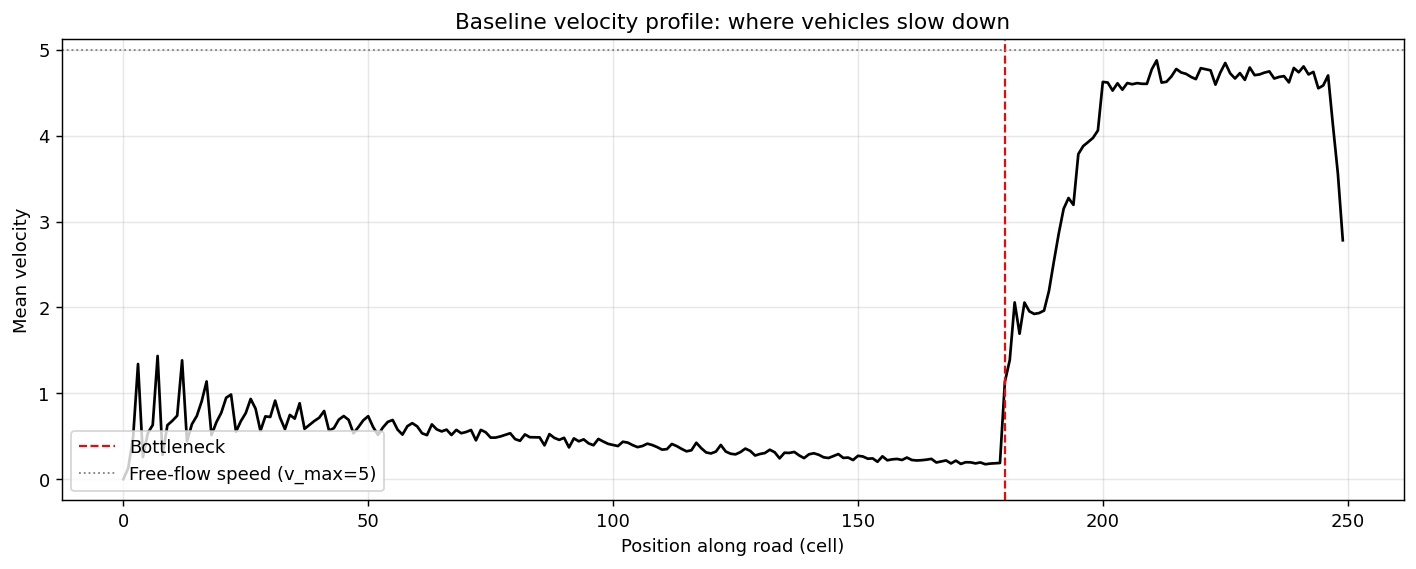 Baseline velocity profile: where vehicles slow down
Mean velocity
5
4
3
2
1
0
Bottleneck
Free-flow speed (v_max=5)
0
50
100
150
200
250
Position along road (cell)